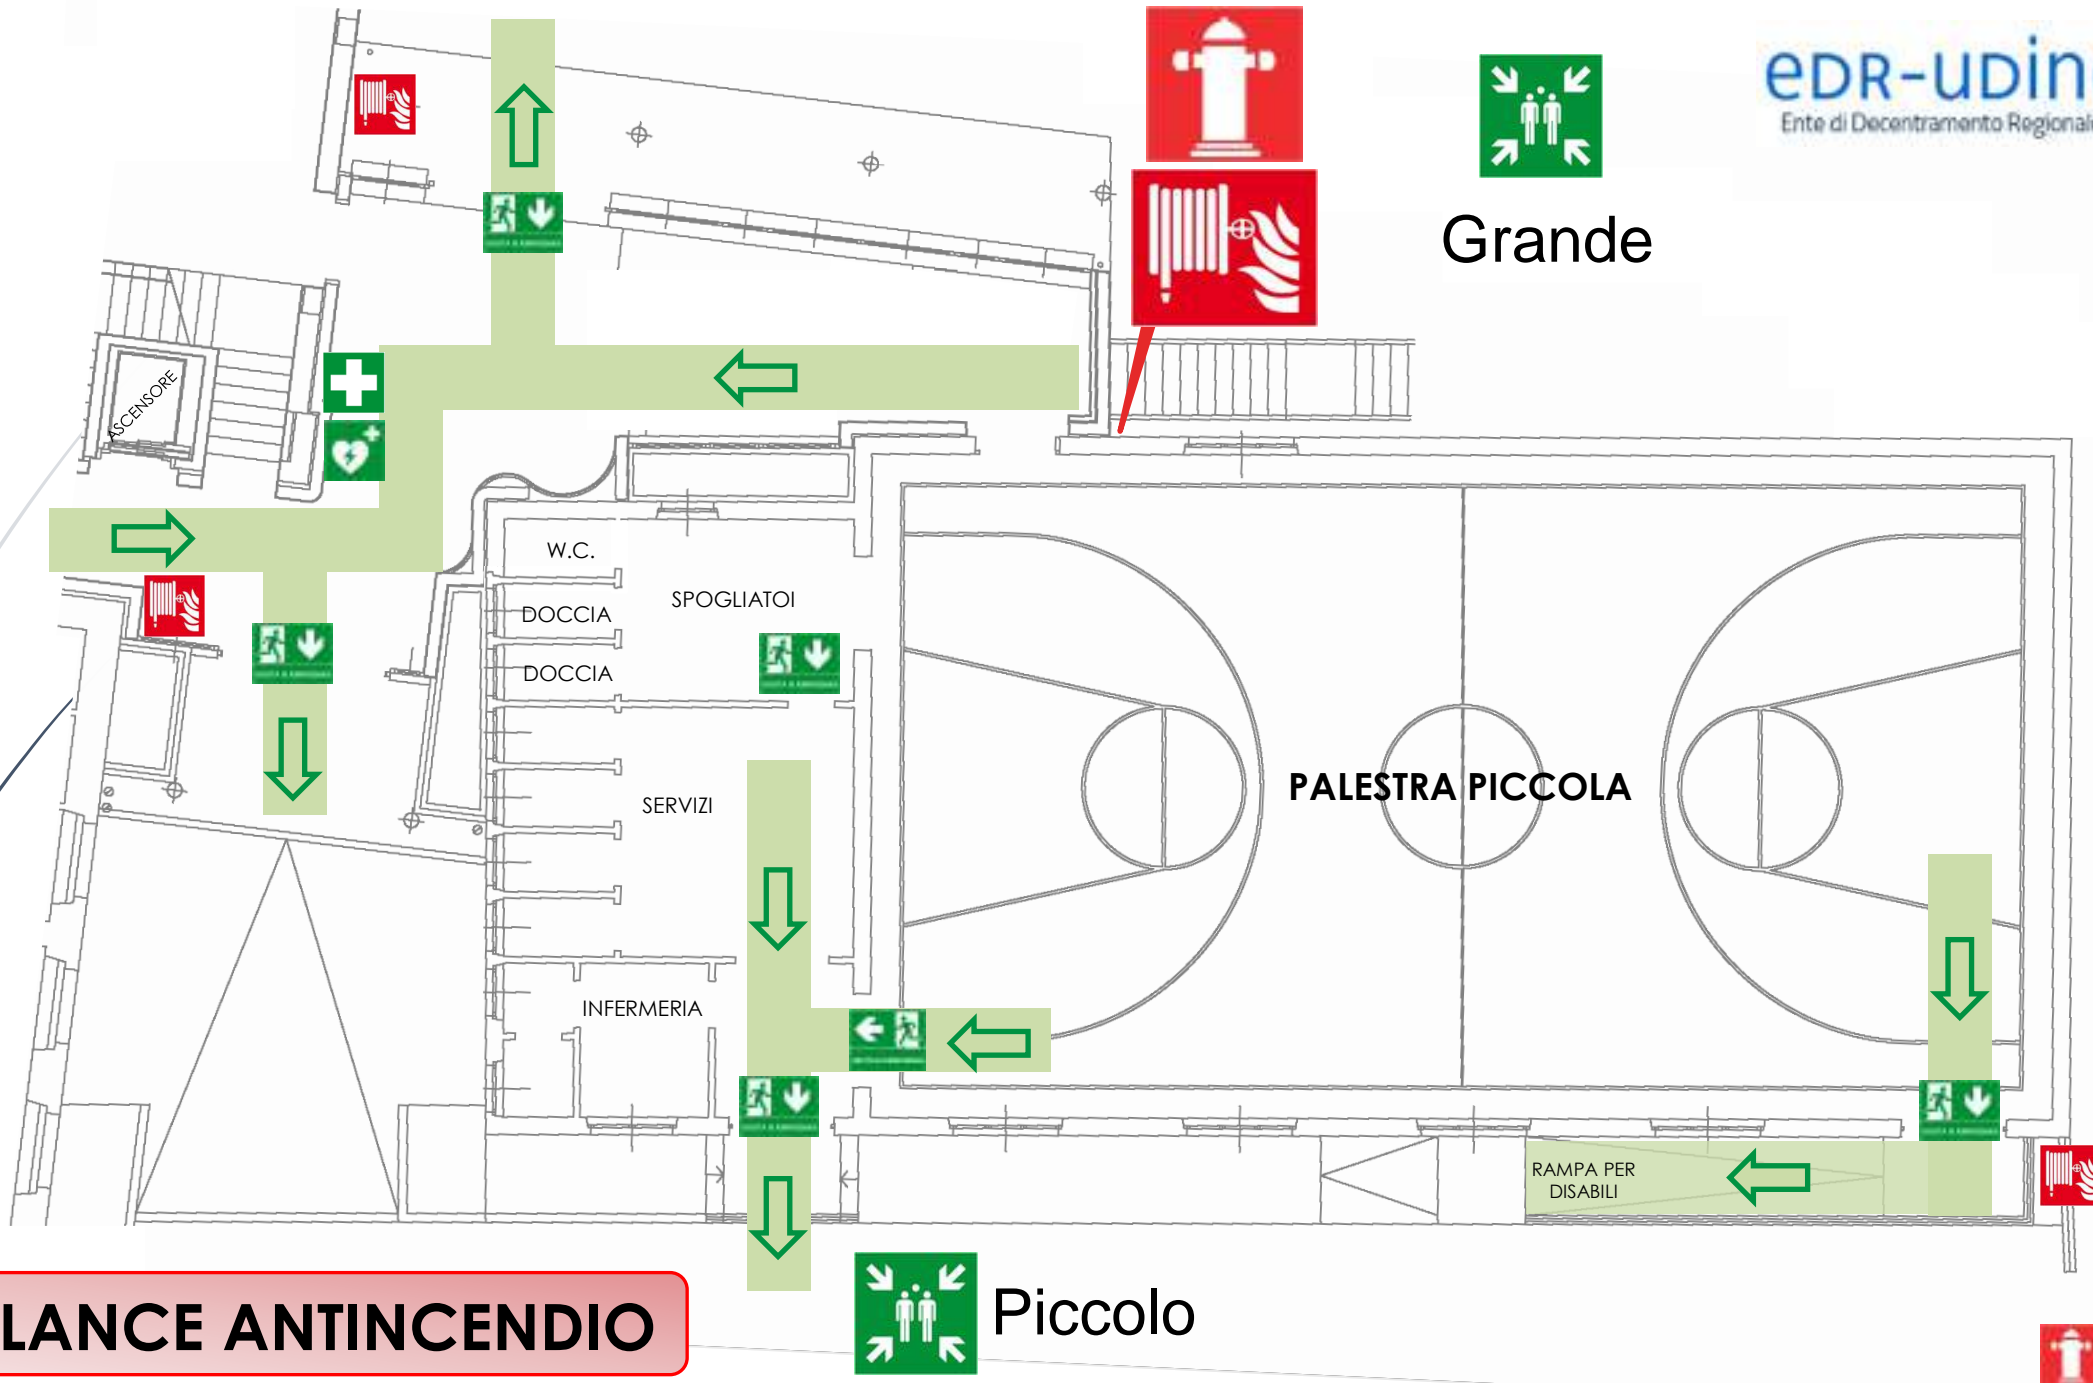 eDR-uDin
Ente di Decentramento Regional
Grande
ASCENSORE
W.C.
SPOGLIATOI
DOCCIA
DOCCIA
SERVIZI
PALESTRA PICCOLA
INFERMERIA
RAMPA PER
DISABILI
LANCE ANTINCENDIO
Piccolo